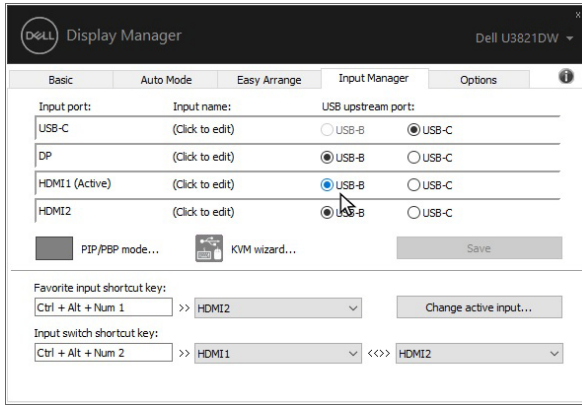 DELL Display Manager
Dell U3821DW
x
Basic Auto Mode Easy Arrange Input Manager Options i
Input port: Input name: USB upstream port:
USB-C (Click to edit) USB-B USB-C
DP (Click to edit) USB-B USB-C
HDMI1 (Active) (Click to edit) USB-B USB-C
HDMI2 (Click to edit) USB-B USB-C
PIP/PBP mode... KVM wizard... Save
Favorite input shortcut key:
Ctrl + Alt + Num 1 >> HDMI2 Change active input...
Input switch shortcut key:
Ctrl + Alt + Num 2 >> HDMI1 <<>> HDMI2